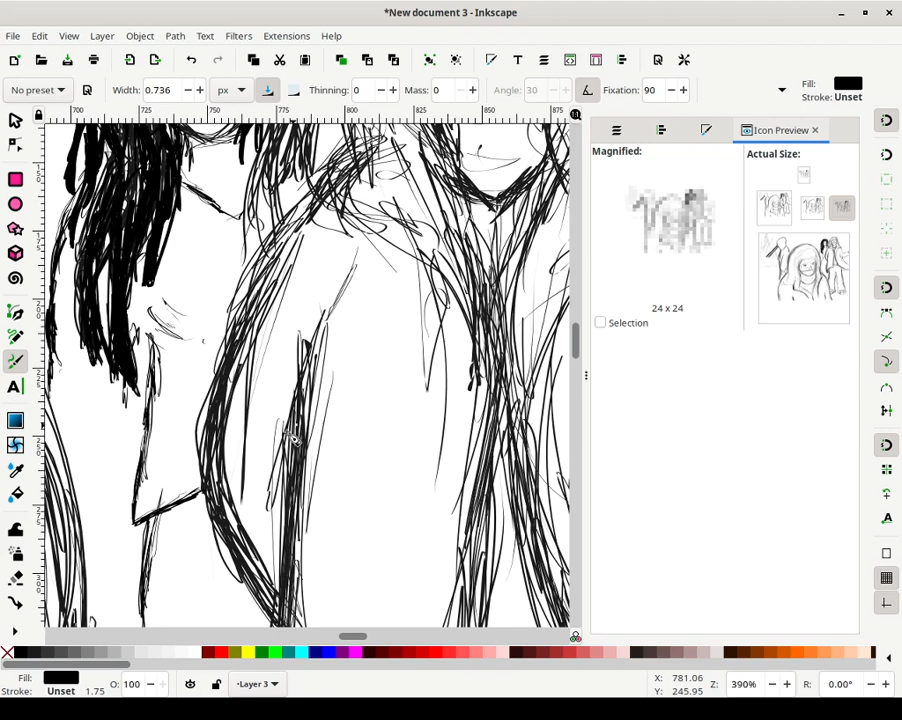 *New document 3 - Inkscape
File Edit View Layer Object Path Text Filters Extensions Help
No preset Width: 0.736 px Thinning: 0 Mass: 0 Angle: 30 Fixation: 90 Fill: Stroke: Unset
700 725 750 775 800 825 850 875
Icon Preview
Magnified: Actual Size:
24 x 24
Selection
Fill: Stroke: Unset 1.75 O: 100 Layer 3 X: 781.06 Y: 245.95 Z: 390% R: 0.00°